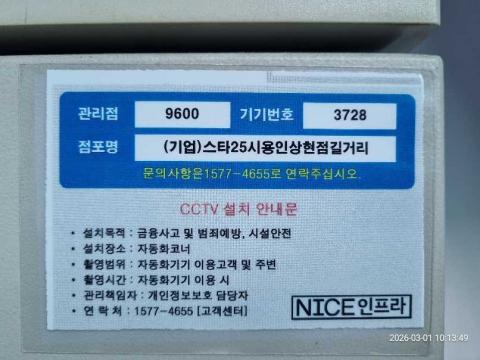 관리점 9600 기기번호 3728
점포명 (기업)스타25시용인상현점길거리
문의사항은1577-4655로 연락주십시오.
CCTV 설치 안내문
• 설치목적 : 금융사고 및 범죄예방, 시설안전
• 설치장소 : 자동화코너
• 촬영범위 : 자동화기기 이용고객 및 주변
• 촬영시간 : 자동화기기 이용 시
• 관리책임자 : 개인정보보호 담당자
• 연 락 처 : 1577-4655 [고객센터]
NICE인프라
2026-03-01 10:13:49